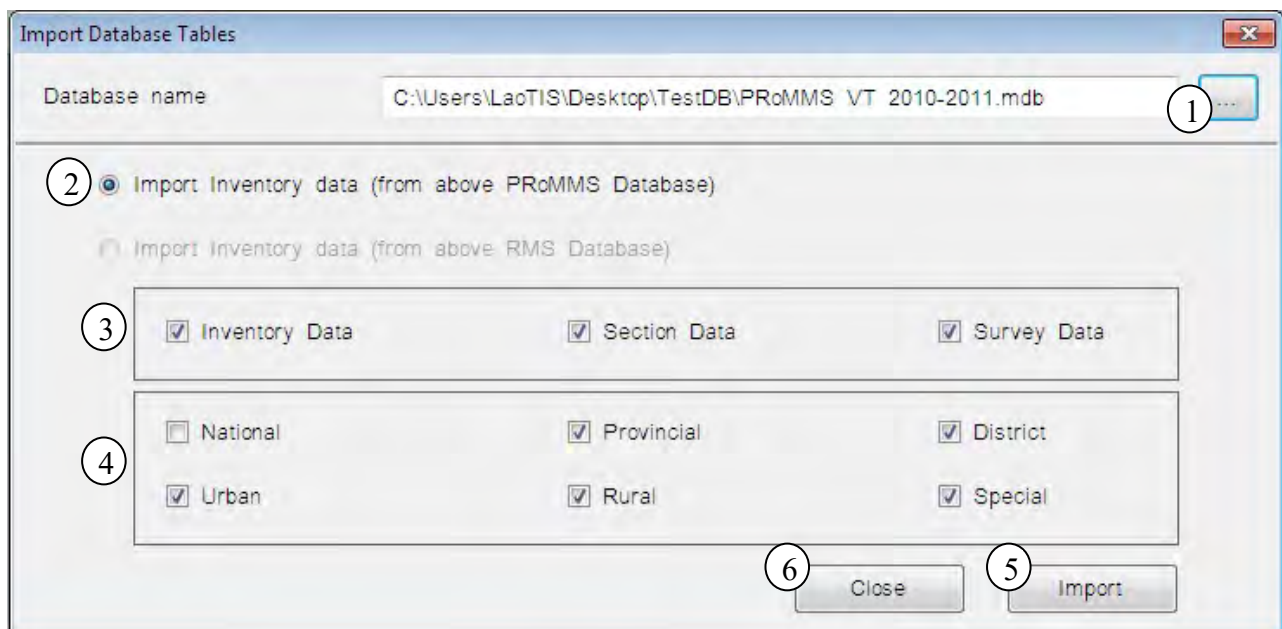 Import Database Tables
Database name C:\Users\LaoTIS\Desktop\TestDB\PRoMMS VT 2010-2011.mdb ...
1
2 Import Inventory data (from above PRoMMS Database)
Import Inventory data (from above RMS Database)
3 Inventory Data Section Data Survey Data
National Provincial District
4
Urban Rural Special
6 Close 5 Import